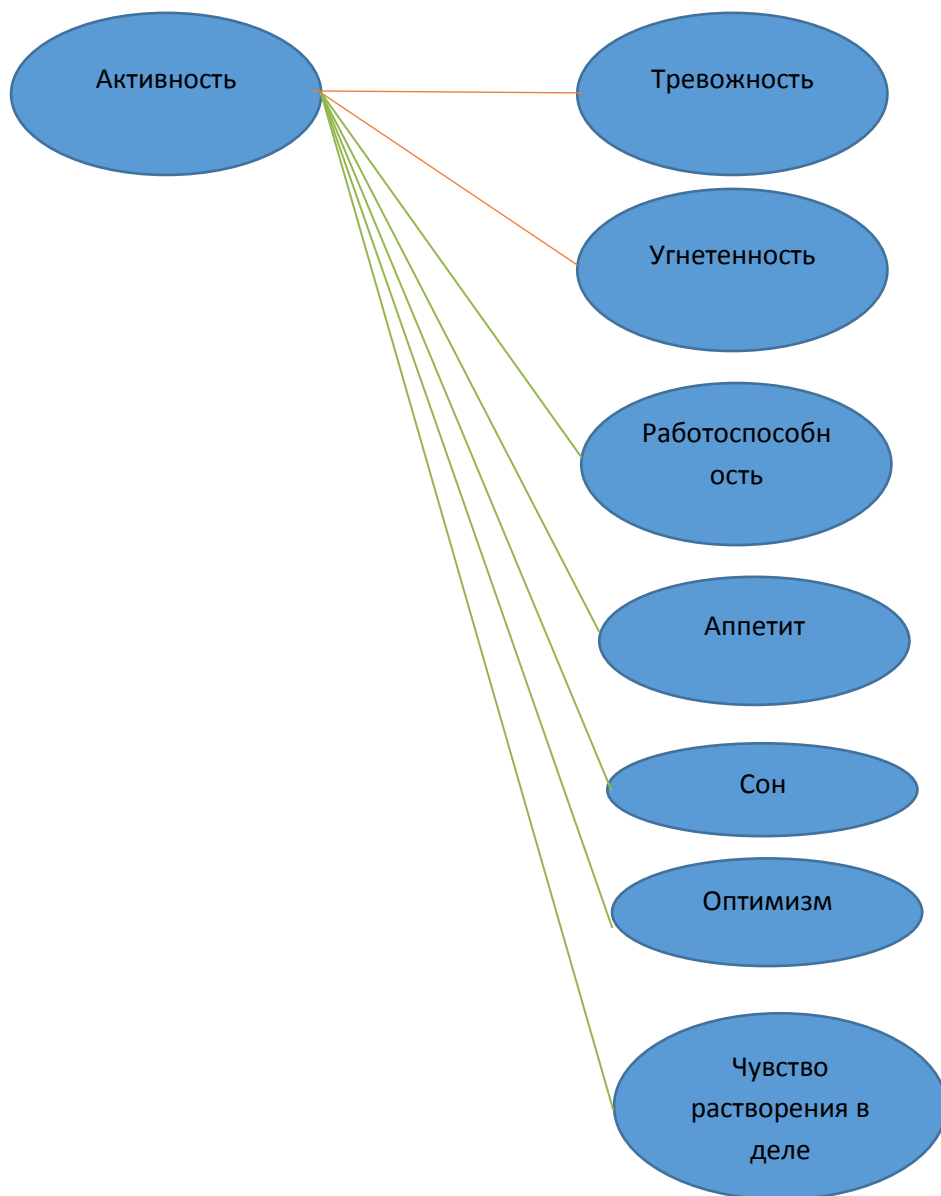 Активность
Тревожность
Угнетенность
Работоспособн
ость
Аппетит
Сон
Оптимизм
Чувство
растворения в
деле